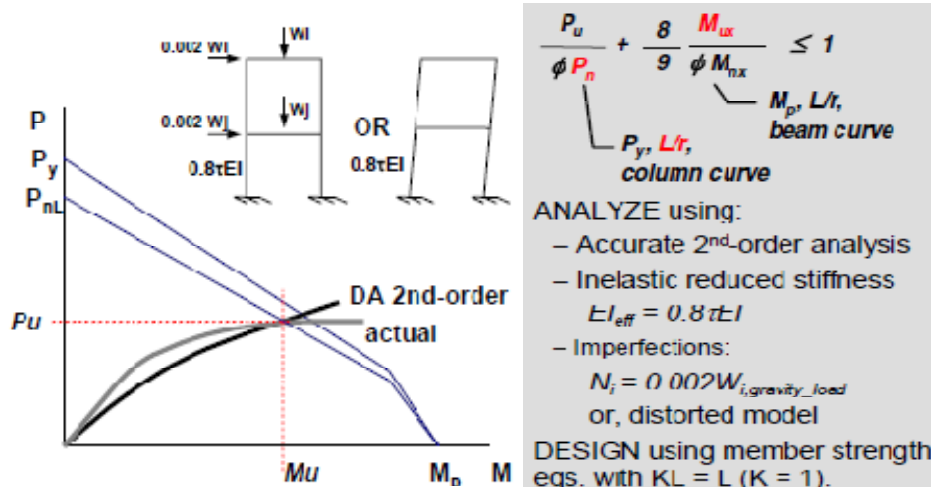 Wi
0.002 Wi
Wj
0.002 Wj
OR
0.8τEI
0.8τEI
P
Py
PnL
DA 2nd-order
actual
Pu
Mu
Mp
M
Pu / ϕPn + 8/9 Mux / ϕMnx ≤ 1
Mp, L/r,
beam curve
Py, L/r,
column curve
ANALYZE using:
– Accurate 2nd-order analysis
– Inelastic reduced stiffness
EIeff = 0.8τEI
– Imperfections:
Ni = 0.002Wi,gravity_load
or, distorted model
DESIGN using member strength
eqs. with KL = L (K = 1).